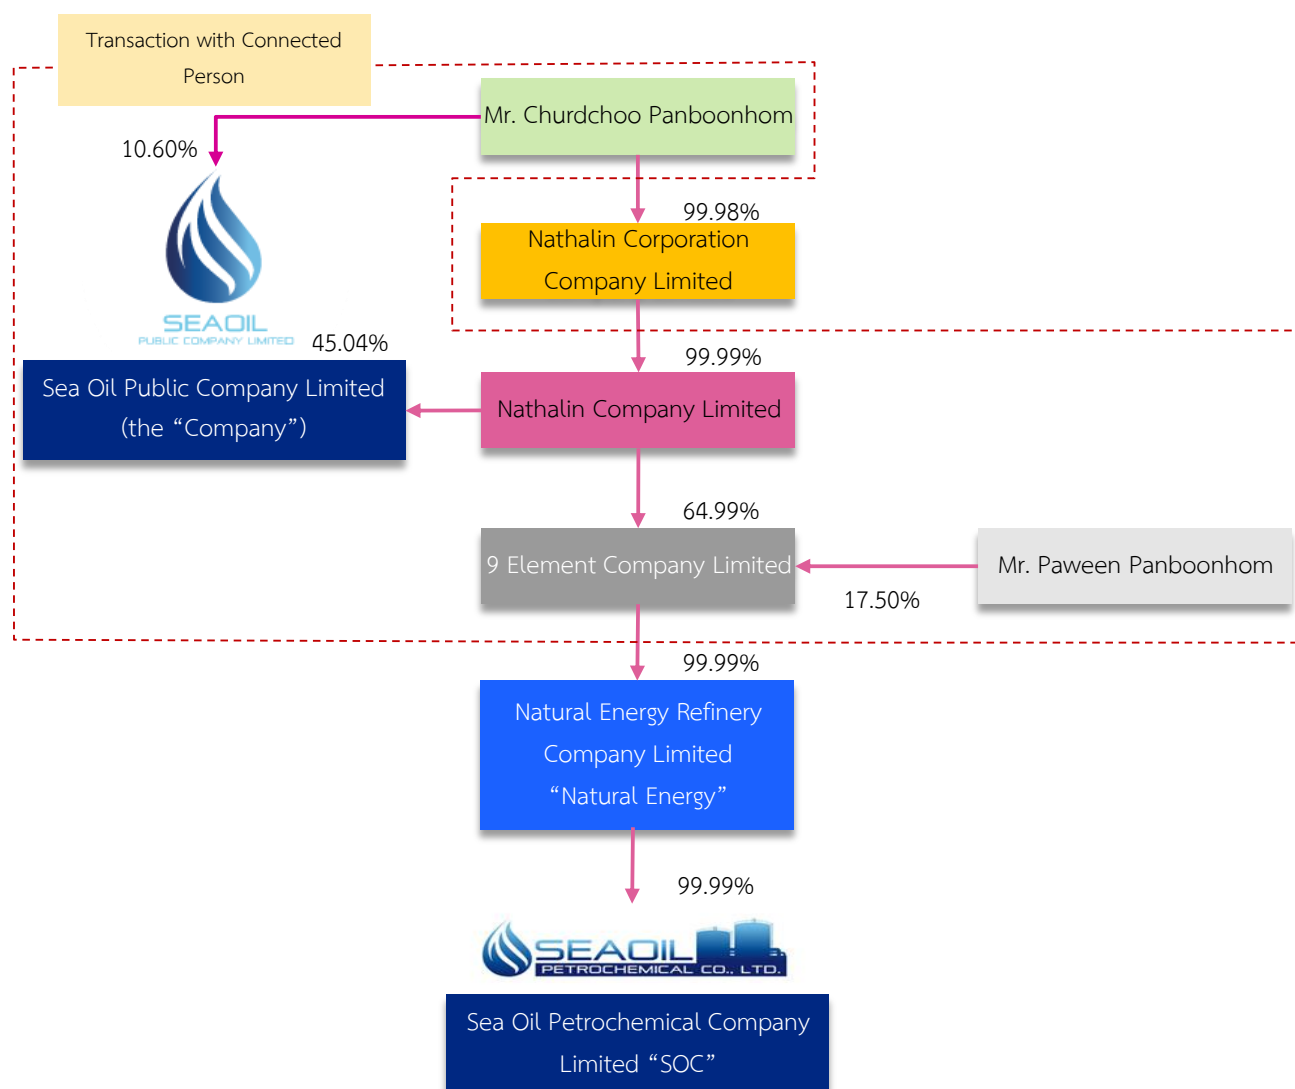 Transaction with Connected
Person
Mr. Churdchoo Panboonhom
10.60%
99.98%
Nathalin Corporation
Company Limited
SEAOIL
PUBLIC COMPANY LIMITED
45.04%
99.99%
Sea Oil Public Company Limited
(the “Company”)
Nathalin Company Limited
64.99%
9 Element Company Limited
Mr. Paween Panboonhom
17.50%
99.99%
Natural Energy Refinery
Company Limited
“Natural Energy”
99.99%
SEAOIL
PETROCHEMICAL CO., LTD.
Sea Oil Petrochemical Company
Limited “SOC”